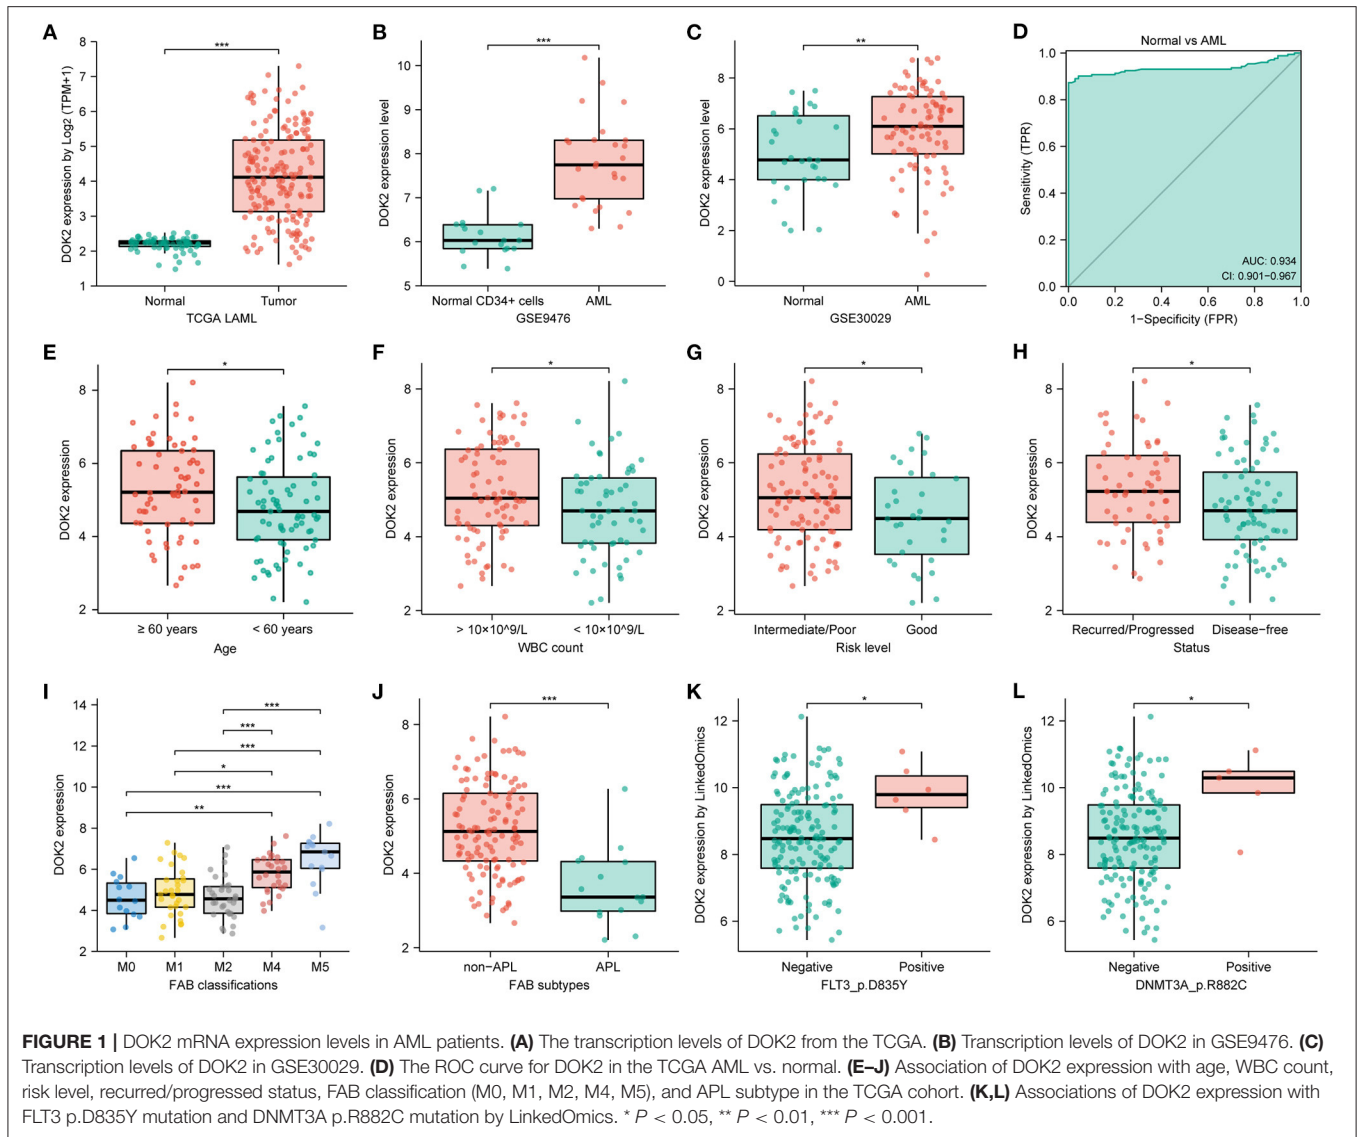 A
B
C
D
***
***
**
Normal vs AML
DOK2 expression by Log2 (TPM+1)
8
7
6
5
4
3
2
1
Normal
Tumor
TCGA LAML
DOK2 expression level
10
9
8
7
6
5
Normal CD34+ cells
AML
GSE9476
DOK2 expression level
8
6
4
2
0
Normal
AML
GSE30029
Sensitivity (TPR)
1.0
0.8
0.6
0.4
0.2
0.0
AUC: 0.934
CI: 0.901−0.967
0.0 0.2 0.4 0.6 0.8 1.0
1−Specificity (FPR)
E
F
G
H
*
*
*
*
DOK2 expression
8
6
4
2
≥ 60 years
< 60 years
Age
DOK2 expression
8
6
4
2
> 10×10^9/L
< 10×10^9/L
WBC count
DOK2 expression
8
6
4
2
Intermediate/Poor
Good
Risk level
DOK2 expression
8
6
4
2
Recurred/Progressed
Disease−free
Status
I
J
K
L
DOK2 expression
14
12
10
8
6
4
2
***
***
***
*
***
**
M0
M1
M2
M4
M5
FAB classifications
***
DOK2 expression
8
6
4
2
non−APL
APL
FAB subtypes
*
DOK2 expression by LinkedOmics
12
10
8
6
Negative
Positive
FLT3_p.D835Y
*
DOK2 expression by LinkedOmics
12
10
8
6
Negative
Positive
DNMT3A_p.R882C
FIGURE 1 | DOK2 mRNA expression levels in AML patients. (A) The transcription levels of DOK2 from the TCGA. (B) Transcription levels of DOK2 in GSE9476. (C)
Transcription levels of DOK2 in GSE30029. (D) The ROC curve for DOK2 in the TCGA AML vs. normal. (E–J) Association of DOK2 expression with age, WBC count,
risk level, recurred/progressed status, FAB classification (M0, M1, M2, M4, M5), and APL subtype in the TCGA cohort. (K,L) Associations of DOK2 expression with
FLT3 p.D835Y mutation and DNMT3A p.R882C mutation by LinkedOmics. * P < 0.05, ** P < 0.01, *** P < 0.001.